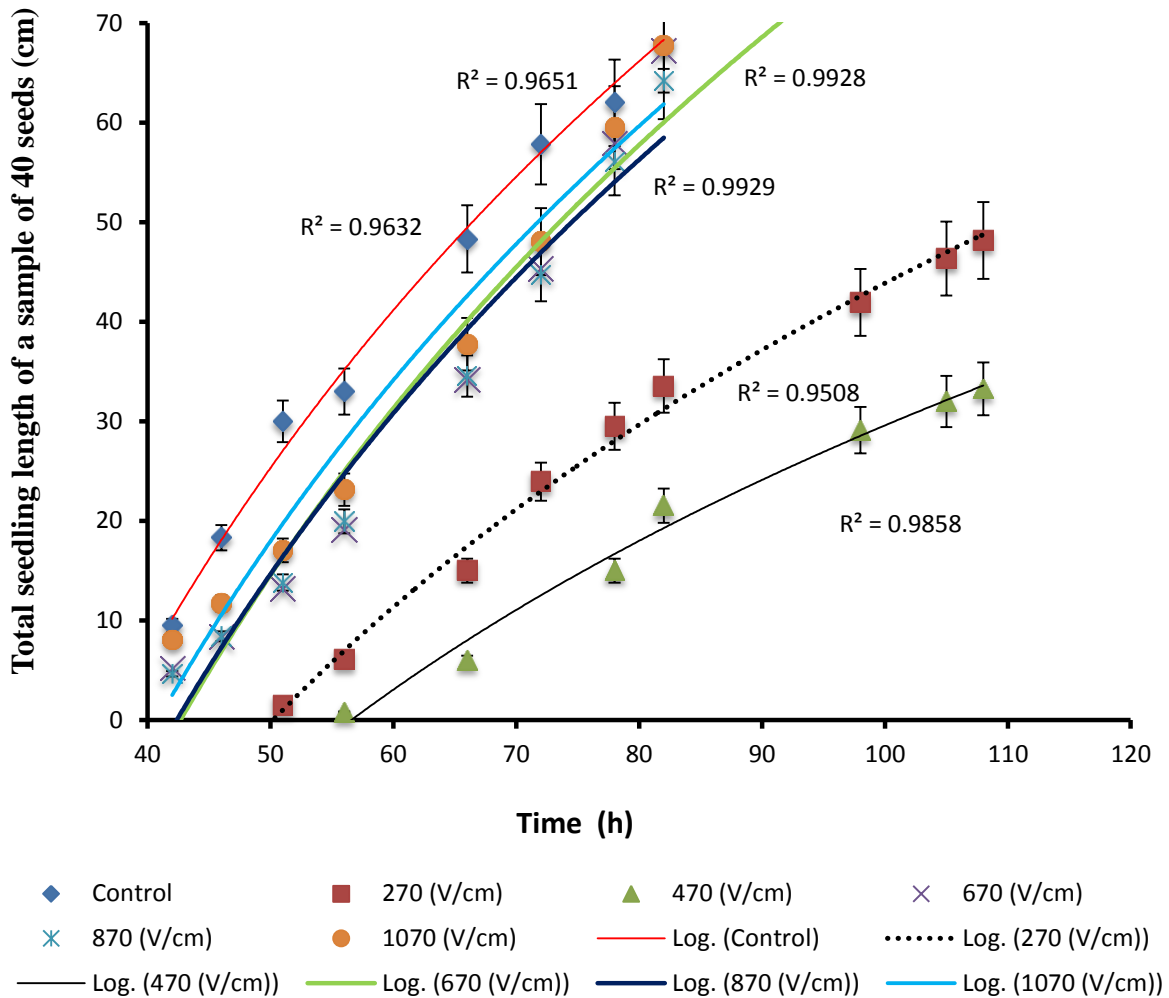 Total seedling length of a sample of 40 seeds (cm)
70
60
50
40
30
20
10
0
R² = 0.9651
R² = 0.9928
R² = 0.9929
R² = 0.9632
R² = 0.9508
R² = 0.9858
40 50 60 70 80 90 100 110 120
Time (h)
Control 270 (V/cm) 470 (V/cm) 670 (V/cm)
870 (V/cm) 1070 (V/cm) Log. (Control) Log. (270 (V/cm))
Log. (470 (V/cm)) Log. (670 (V/cm)) Log. (870 (V/cm)) Log. (1070 (V/cm))